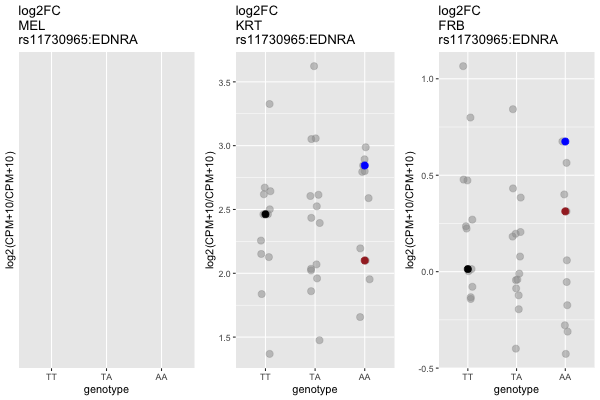 log2FC
MEL
rs11730965:EDNRA
log2(CPM+10/CPM+10)
TT TA AA
genotype
log2FC
KRT
rs11730965:EDNRA
log2(CPM+10/CPM+10)
3.5
3.0
2.5
2.0
1.5
TT TA AA
genotype
log2FC
FRB
rs11730965:EDNRA
log2(CPM+10/CPM+10)
1.0
0.5
0.0
-0.5
TT TA AA
genotype